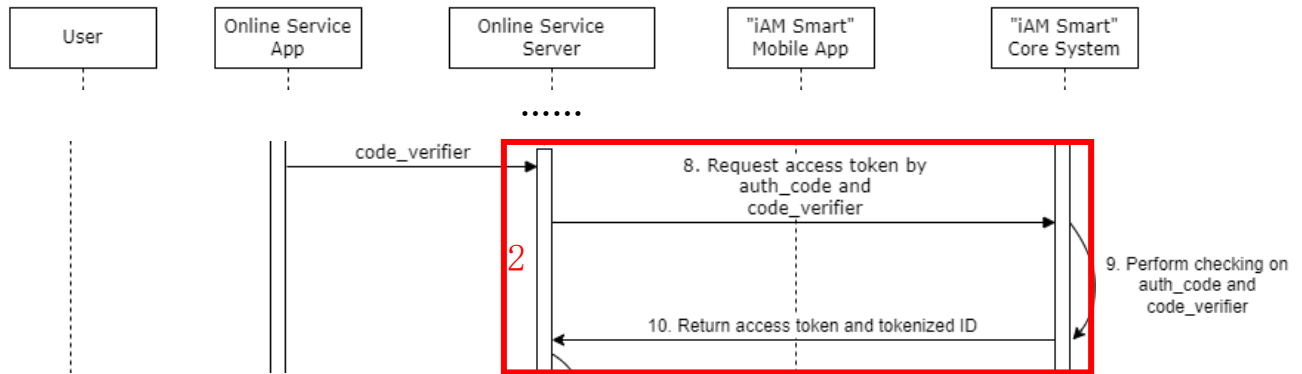 User
Online Service
App
Online Service
Server
"iAM Smart"
Mobile App
"iAM Smart"
Core System
......
code_verifier
8. Request access token by
auth_code and
code_verifier
2
9. Perform checking on
auth_code and
code_verifier
10. Return access token and tokenized ID